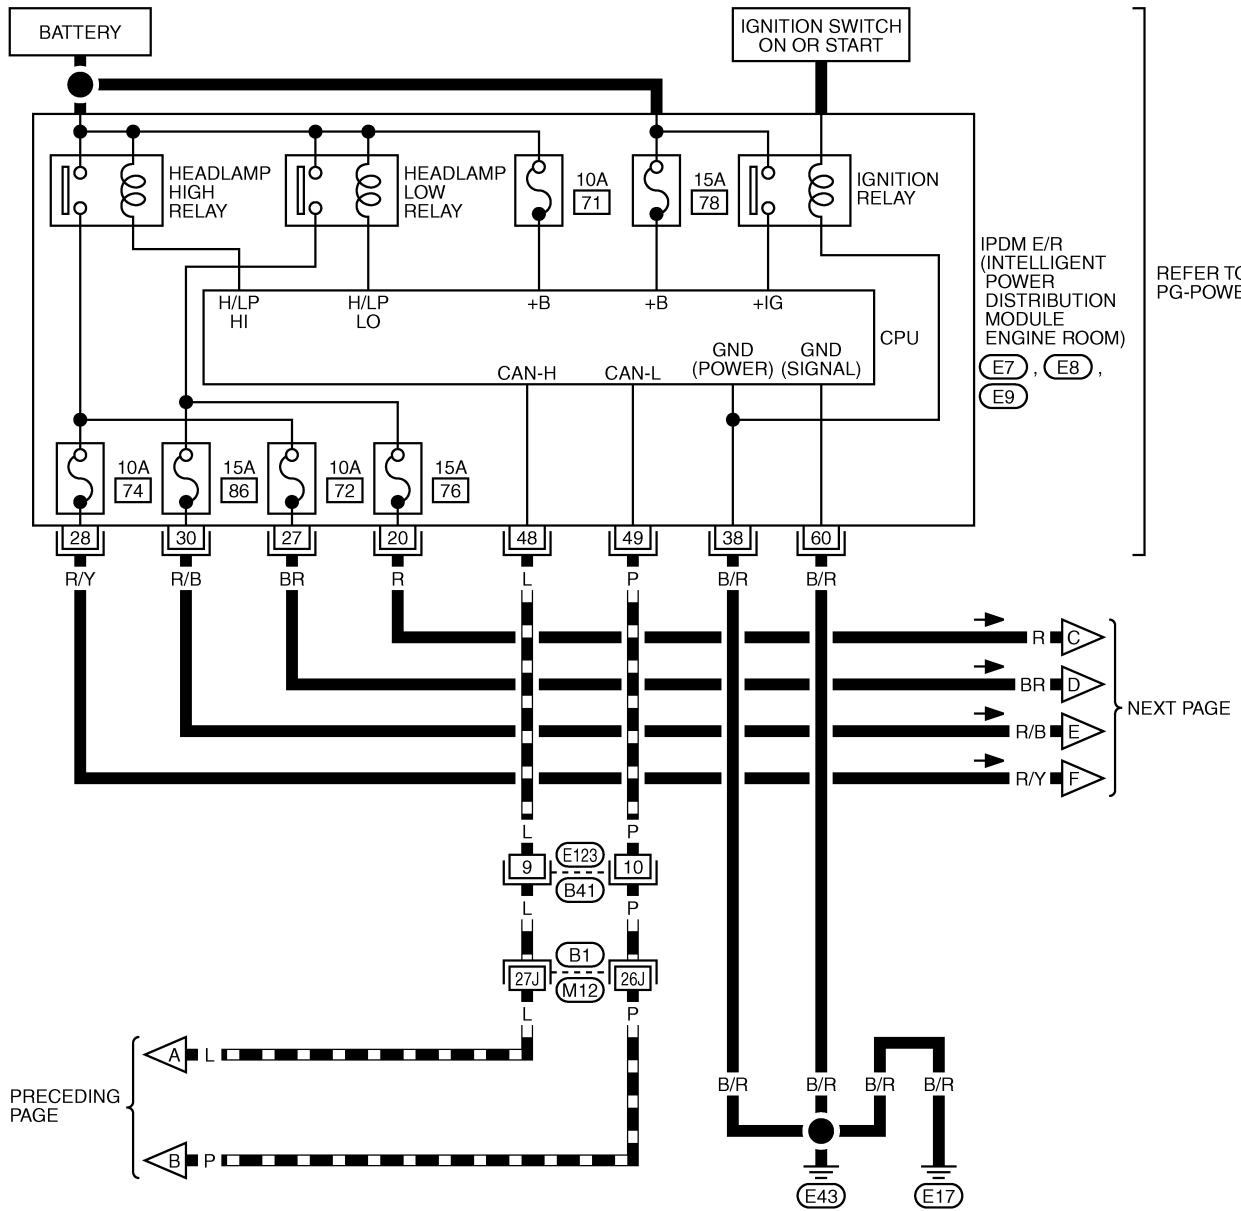 BATTERY
IGNITION SWITCH
ON OR START
HEADLAMP
HIGH
RELAY
HEADLAMP
LOW
RELAY
10A
71
15A
78
IGNITION
RELAY
IPDM E/R
(INTELLIGENT
POWER
DISTRIBUTION
MODULE
ENGINE ROOM)
E7 , E8 ,
E9
REFER TO
PG-POWE
H/LP
HI
H/LP
LO
+B
+B
+IG
CPU
CAN-H
CAN-L
GND
(POWER)
GND
(SIGNAL)
10A
74
15A
86
10A
72
15A
76
28 30 27 20 48 49 38 60
R/Y R/B BR R L P B/R B/R
R C
BR D
R/B E
R/Y F
NEXT PAGE
L P
9 E123 10
B41
L P
B1
27J 26J
M12
L P
A L
PRECEDING
PAGE
B P
B/R B/R B/R B/R
E43 E17